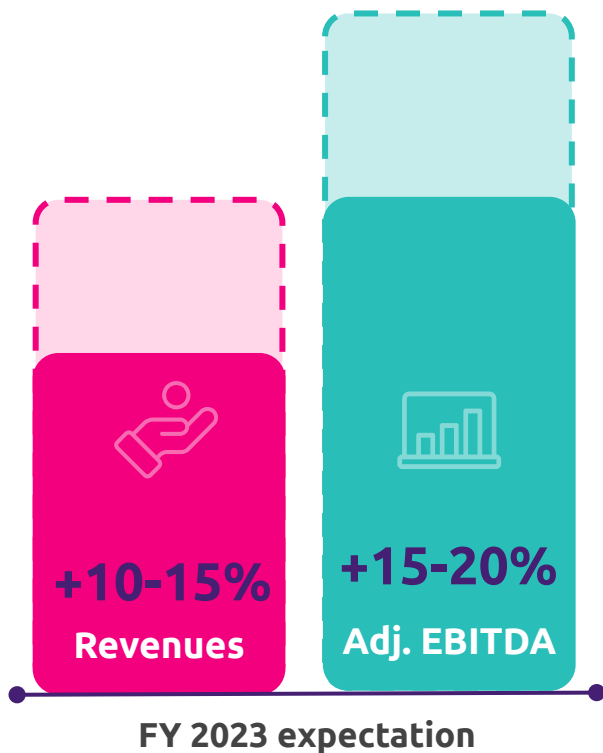 +10-15%
Revenues
+15-20%
Adj. EBITDA
FY 2023 expectation